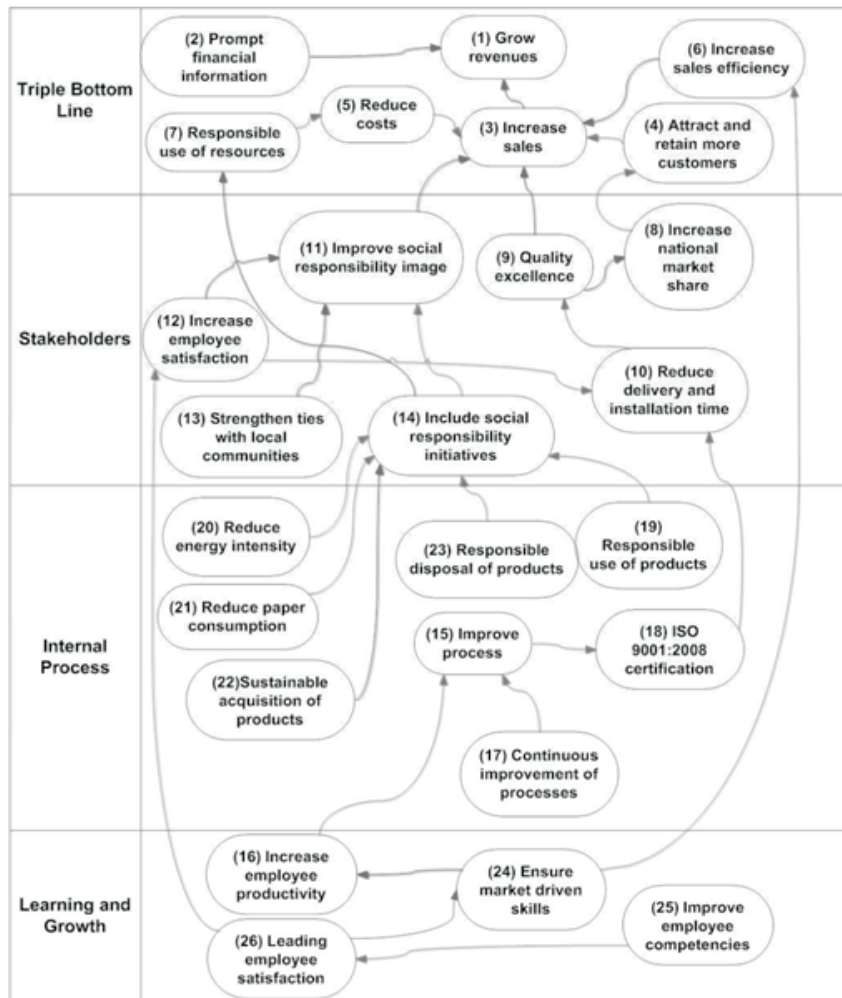 Triple Bottom
Line
(2) Prompt
financial
information
(1) Grow
revenues
(6) Increase
sales efficiency
(7) Responsible
use of resources
(5) Reduce
costs
(3) Increase
sales
(4) Attract and
retain more
customers
Stakeholders
(11) Improve social
responsibility image
(9) Quality
excellence
(8) Increase
national
market
share
(12) Increase
employee
satisfaction
(10) Reduce
delivery and
installation time
(13) Strengthen ties
with local
communities
(14) Include social
responsibility
initiatives
Internal
Process
(20) Reduce
energy intensity
(23) Responsible
disposal of products
(19)
Responsible
use of products
(21) Reduce paper
consumption
(15) Improve
process
(18) ISO
9001:2008
certification
(22)Sustainable
acquisition of
products
(17) Continuous
improvement of
processes
Learning and
Growth
(16) Increase
employee
productivity
(24) Ensure
market driven
skills
(25) Improve
employee
competencies
(26) Leading
employee
satisfaction